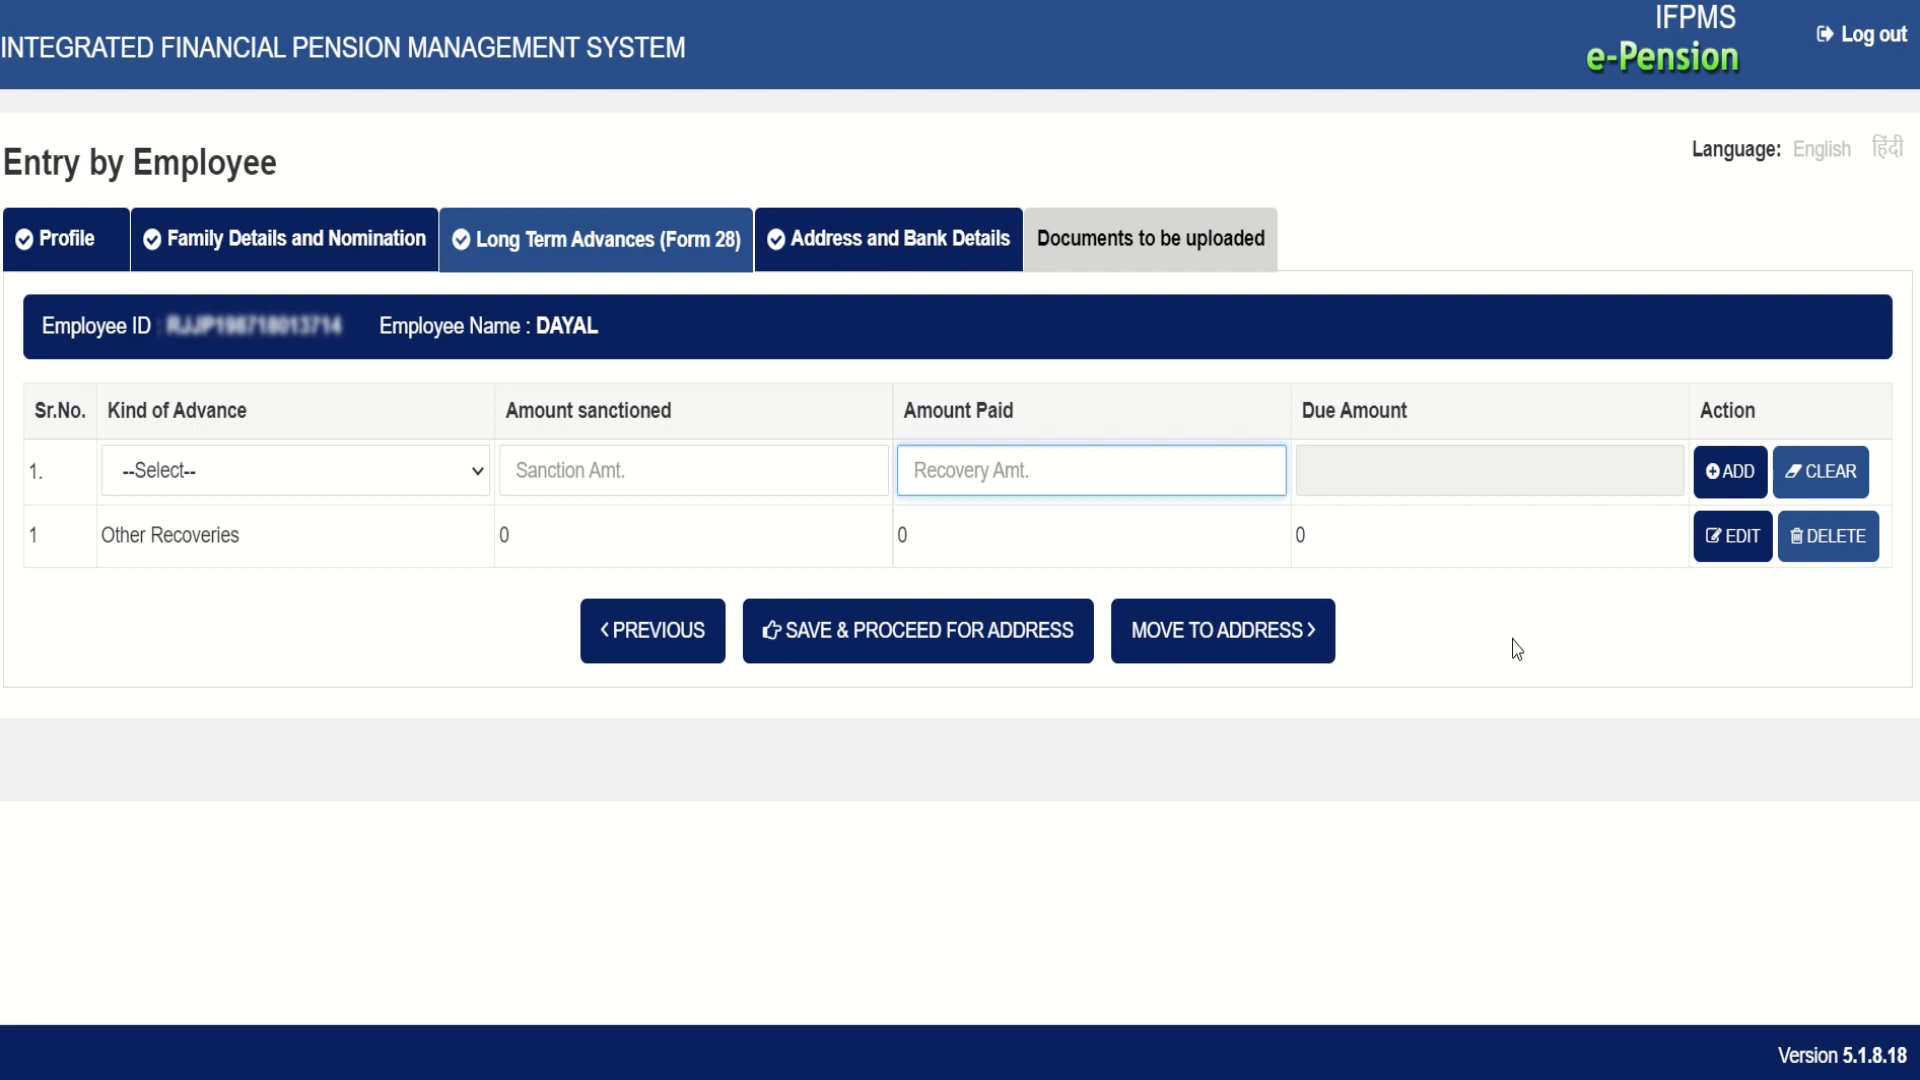 INTEGRATED FINANCIAL PENSION MANAGEMENT SYSTEM
IFPMS
e-Pension
Log out
Entry by Employee
Language: English हिंदी
Profile
Family Details and Nomination
Long Term Advances (Form 28)
Address and Bank Details
Documents to be uploaded
Employee ID : Employee Name : DAYAL
Sr.No. Kind of Advance Amount sanctioned Amount Paid Due Amount Action
1. --Select-- Sanction Amt. Recovery Amt. ADD CLEAR
1 Other Recoveries 0 0 0 EDIT DELETE
< PREVIOUS SAVE & PROCEED FOR ADDRESS MOVE TO ADDRESS >
Version 5.1.8.18